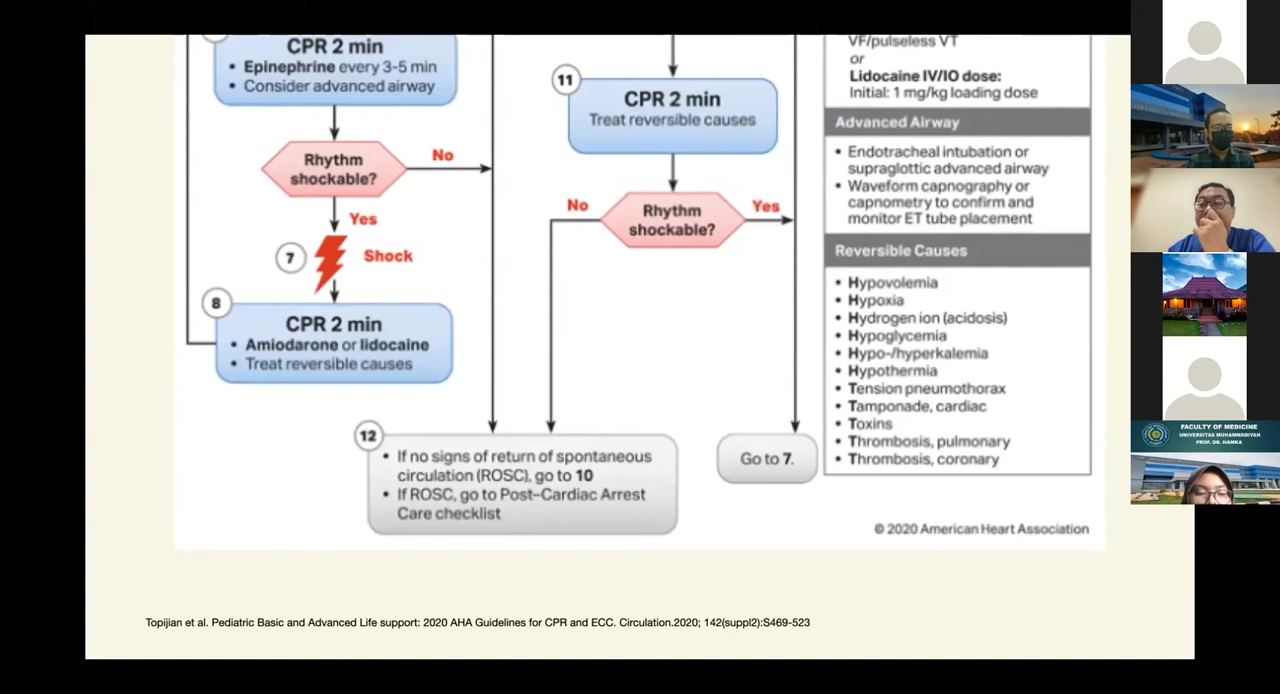 CPR 2 min
• Epinephrine every 3-5 min
• Consider advanced airway
Rhythm
shockable?
No
Yes
7
Shock
8
CPR 2 min
• Amiodarone or lidocaine
• Treat reversible causes
11
CPR 2 min
Treat reversible causes
Rhythm
shockable?
No
Yes
12
• If no signs of return of spontaneous
circulation (ROSC), go to 10
• If ROSC, go to Post–Cardiac Arrest
Care checklist
Go to 7.
VF/pulseless VT
or
Lidocaine IV/IO dose:
Initial: 1 mg/kg loading dose
Advanced Airway
• Endotracheal intubation or
supraglottic advanced airway
• Waveform capnography or
capnometry to confirm and
monitor ET tube placement
Reversible Causes
• Hypovolemia
• Hypoxia
• Hydrogen ion (acidosis)
• Hypoglycemia
• Hypo-/hyperkalemia
• Hypothermia
• Tension pneumothorax
• Tamponade, cardiac
• Toxins
• Thrombosis, pulmonary
• Thrombosis, coronary
© 2020 American Heart Association
Topijian et al. Pediatric Basic and Advanced Life support: 2020 AHA Guidelines for CPR and ECC. Circulation.2020; 142(suppl2):S469-523
FACULTY OF MEDICINE
UNIVERSITAS MUHAMMADIYAH
PROF. DR. HAMKA